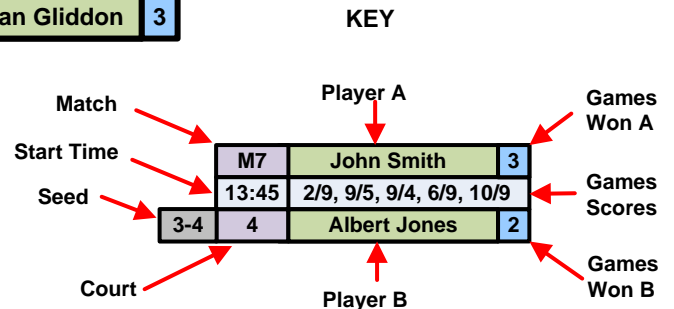 an Gliddon 3
KEY
Player A
Match
Games
Won A
Start Time
M7 John Smith 3
13:45 2/9, 9/5, 9/4, 6/9, 10/9
Games
Scores
Seed
3-4 4 Albert Jones 2
Court
Player B
Games
Won B